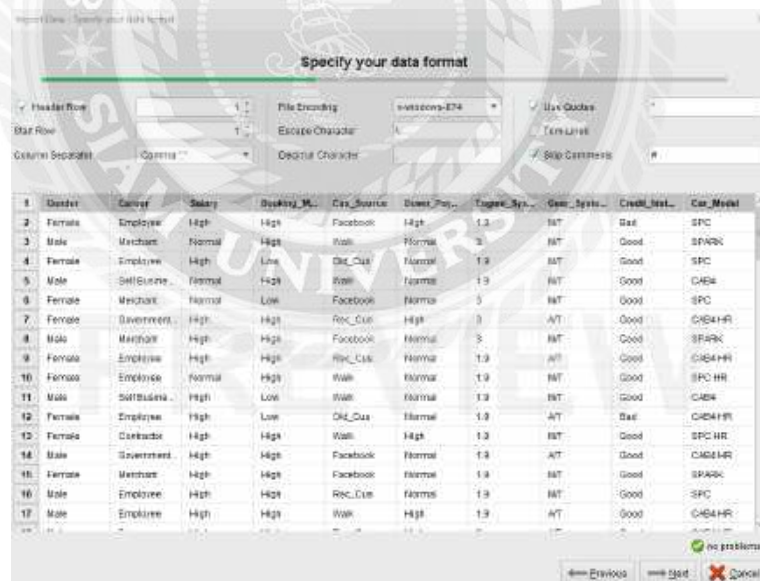 Import Data - Specify your data format
Specify your data format
Header Row 1 File Encoding x-windows-874 Use Quotes "
Start Row 1 Escape Character \ Trim Lines
Column Separator Comma "," Decimal Character . Skip Comments #
1 Gender Career Salary Booking_M... Cus_Source Down_Pay... Engine_Sys... Gear_Syste... Credit_hist... Car_Model
2 Female Employee High High Facebook High 1.9 M/T Bad SPC
3 Male Merchant Normal High Walk Normal 3 M/T Good SPARK
4 Female Employee High Low Old_Cus Normal 1.9 M/T Good SPC
5 Male Self Busine... Normal High Walk Normal 1.9 M/T Good CAB4
6 Female Merchant Normal Low Facebook Normal 3 M/T Good SPC
7 Female Government... High High Rec_Cus High 3 A/T Good CAB4 HR
8 Male Merchant High High Facebook Normal 3 M/T Good SPARK
9 Female Employee High High Rec_Cus Normal 1.9 A/T Good CAB4 HR
10 Female Employee Normal High Walk Normal 1.9 M/T Good SPC HR
11 Male Self Busine... High Low Walk Normal 1.9 M/T Good CAB4
12 Female Employee High Low Old_Cus Normal 1.9 A/T Bad CAB4 HR
13 Female Contractor High High Walk High 1.9 M/T Good SPC HR
14 Male Government... High High Facebook Normal 1.9 A/T Good CAB4 HR
15 Female Merchant High High Facebook Normal 1.9 M/T Good SPARK
16 Male Employee High High Rec_Cus Normal 1.9 M/T Good SPC
17 Male Employee High High Walk High 1.9 A/T Good CAB4 HR
no problems
Previous Next Cancel
SIAM UNIVERSITY
PREVIEW